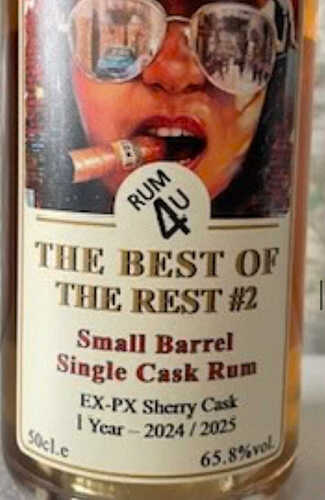 RUM
4U
THE BEST OF
THE REST #2
Small Barrel
Single Cask Rum
EX-PX Sherry Cask
1 Year – 2024 / 2025
50cl.e
65.8%vol.